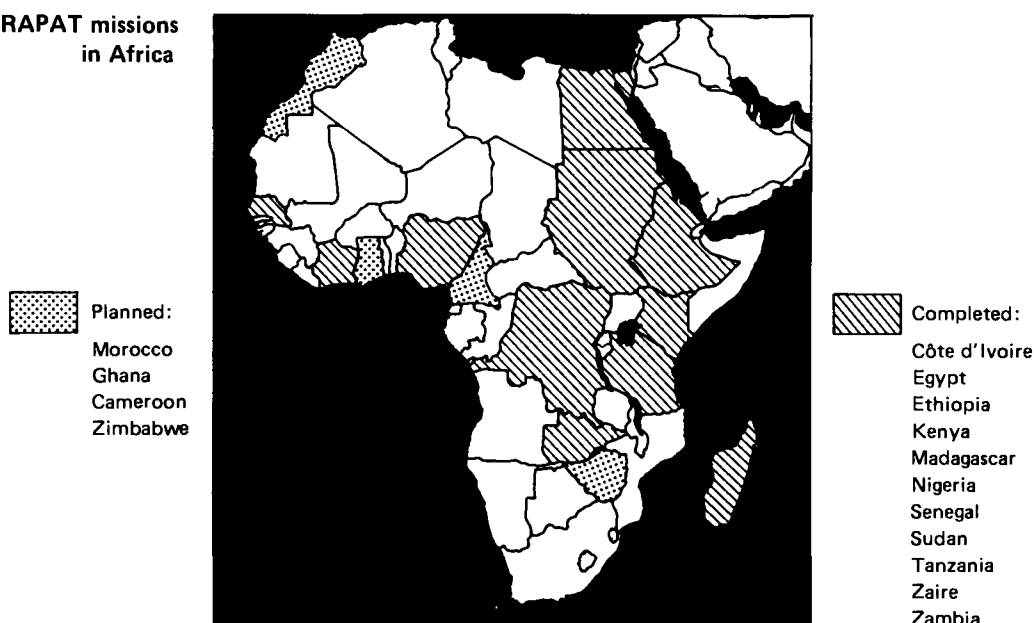 RAPAT missions
in Africa
Planned:
Morocco
Ghana
Cameroon
Zimbabwe
Completed:
Côte d'Ivoire
Egypt
Ethiopia
Kenya
Madagascar
Nigeria
Senegal
Sudan
Tanzania
Zaire
Zambia